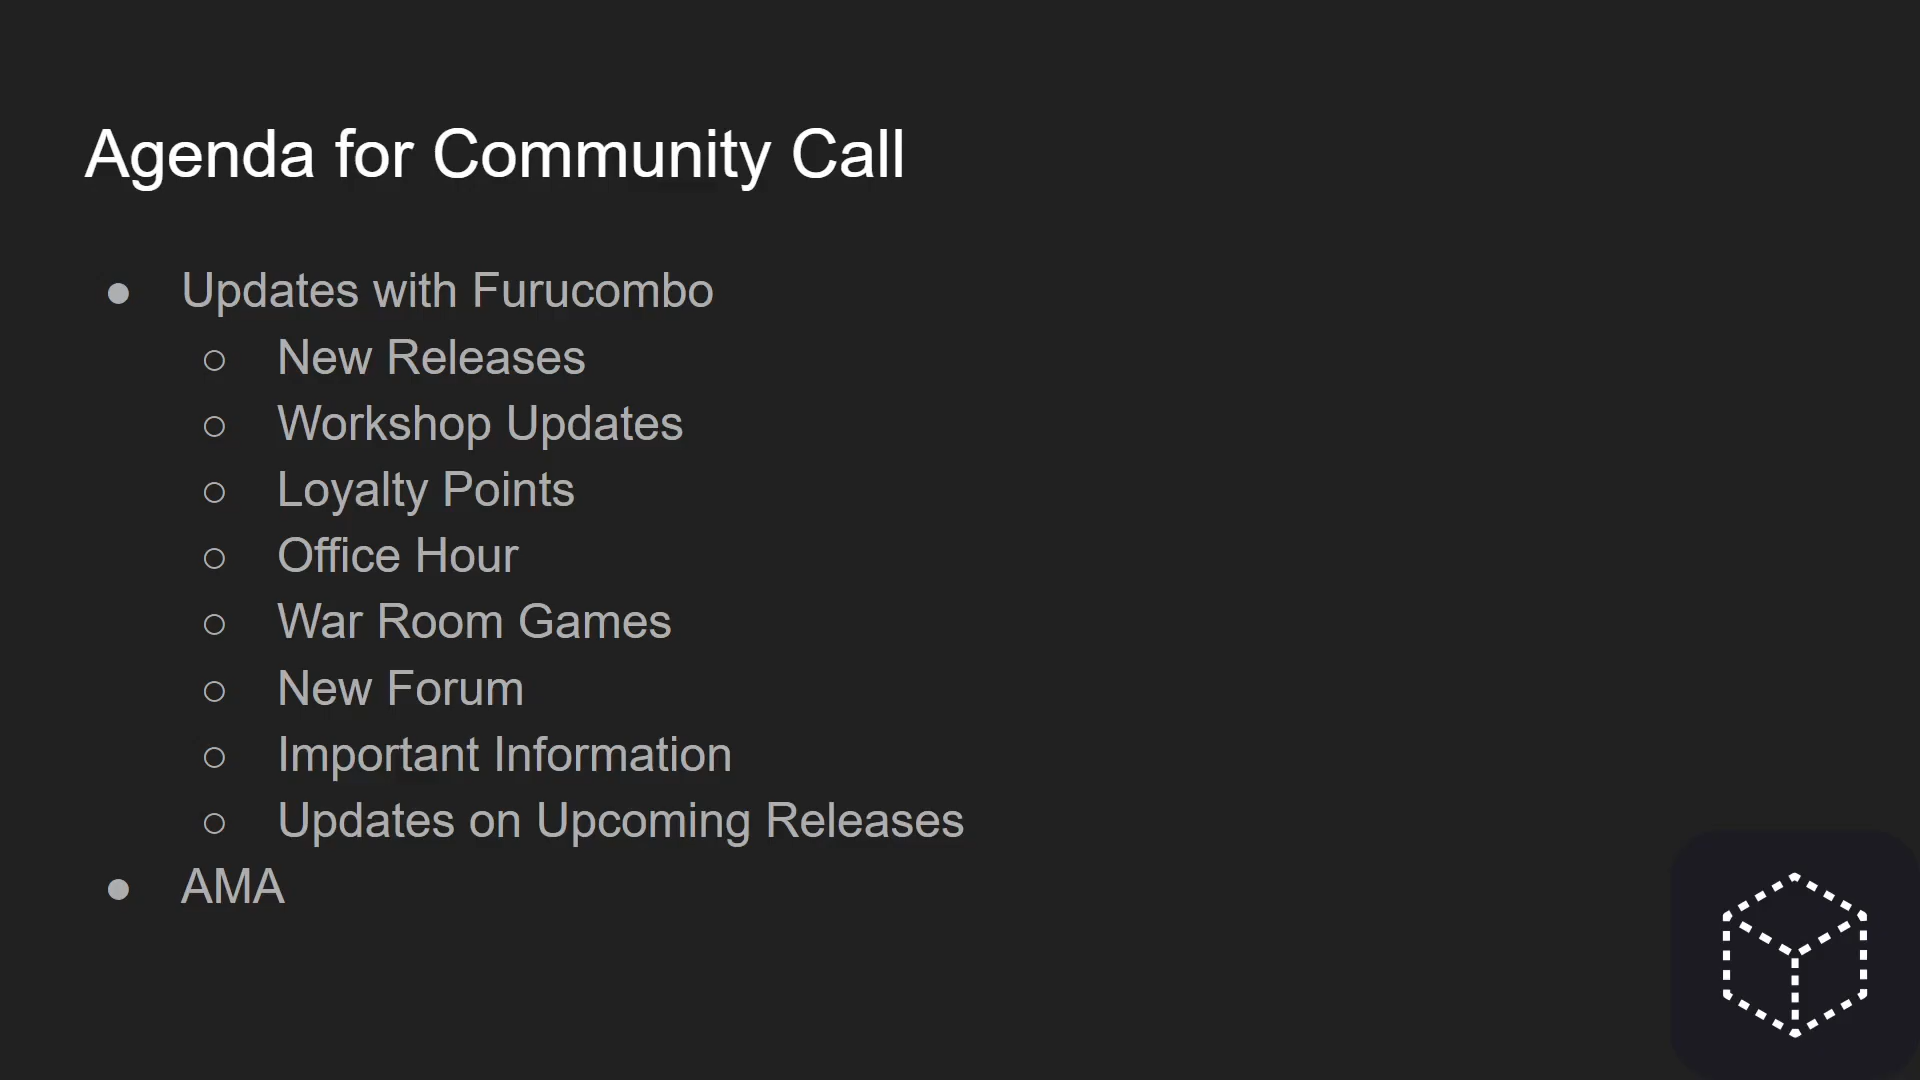 Agenda for Community Call
● Updates with Furucombo
○ New Releases
○ Workshop Updates
○ Loyalty Points
○ Office Hour
○ War Room Games
○ New Forum
○ Important Information
○ Updates on Upcoming Releases
● AMA